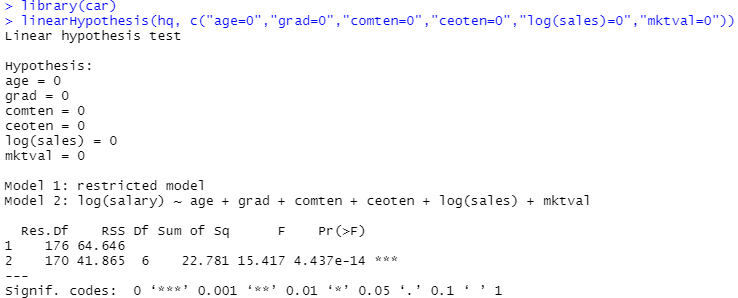 > library(car)
> linearHypothesis(hq, c("age=0","grad=0","comten=0","ceoten=0","log(sales)=0","mktval=0"))
Linear hypothesis test
Hypothesis:
age = 0
grad = 0
comten = 0
ceoten = 0
log(sales) = 0
mktval = 0
Model 1: restricted model
Model 2: log(salary) ~ age + grad + comten + ceoten + log(sales) + mktval
Res.Df RSS Df Sum of Sq F Pr(>F)
1 176 64.646
2 170 41.865 6 22.781 15.417 4.437e-14 ***
---
Signif. codes: 0 ‘***’ 0.001 ‘**’ 0.01 ‘*’ 0.05 ‘.’ 0.1 ‘ ’ 1